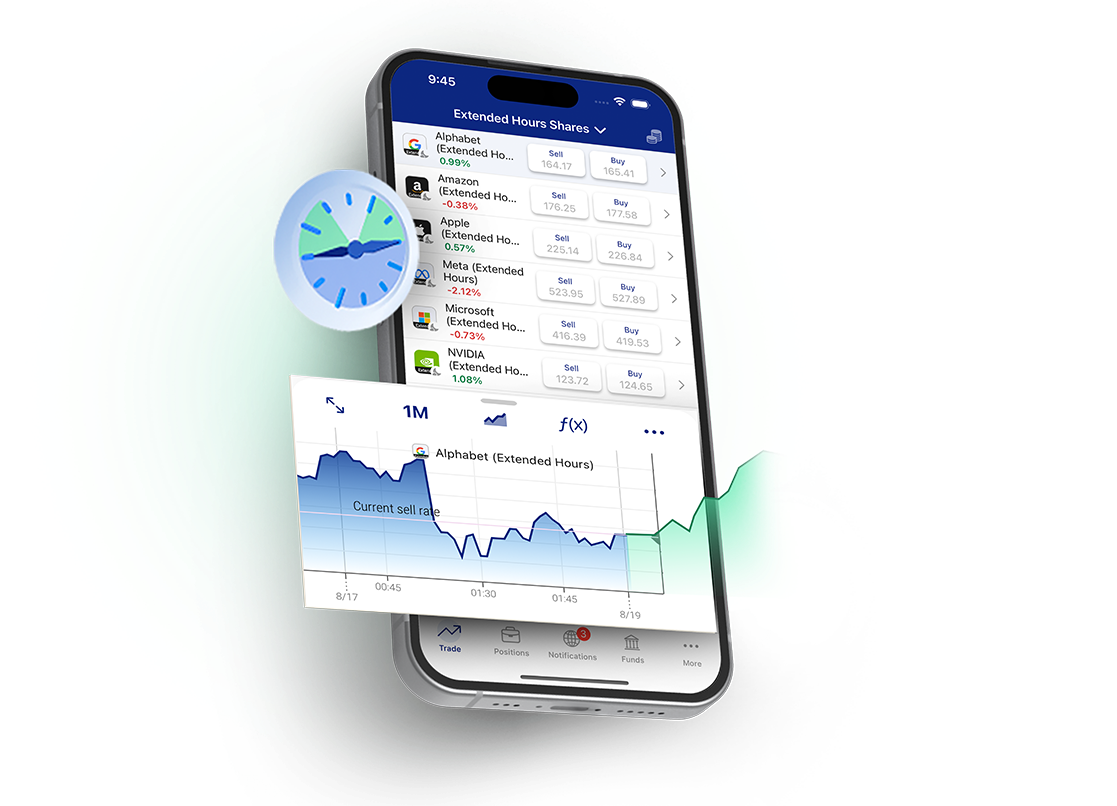 9:45
Extended Hours Shares
Alphabet
(Extended Ho...
0.99%
Sell
164.17
Buy
165.41
Amazon
(Extended Ho...
-0.38%
Sell
176.25
Buy
177.58
Apple
(Extended Ho...
0.57%
Sell
225.14
Buy
226.84
Meta (Extended
Hours)
-2.12%
Sell
523.95
Buy
527.89
Microsoft
(Extended Ho...
-0.73%
Sell
416.39
Buy
419.53
NVIDIA
(Extended Ho...
1.08%
Sell
123.72
Buy
124.65
1M
f(x)
Alphabet (Extended Hours)
Current sell rate
8/17
00:45
01:30
01:45
8/19
Trade
Positions
3
Notifications
Funds
More